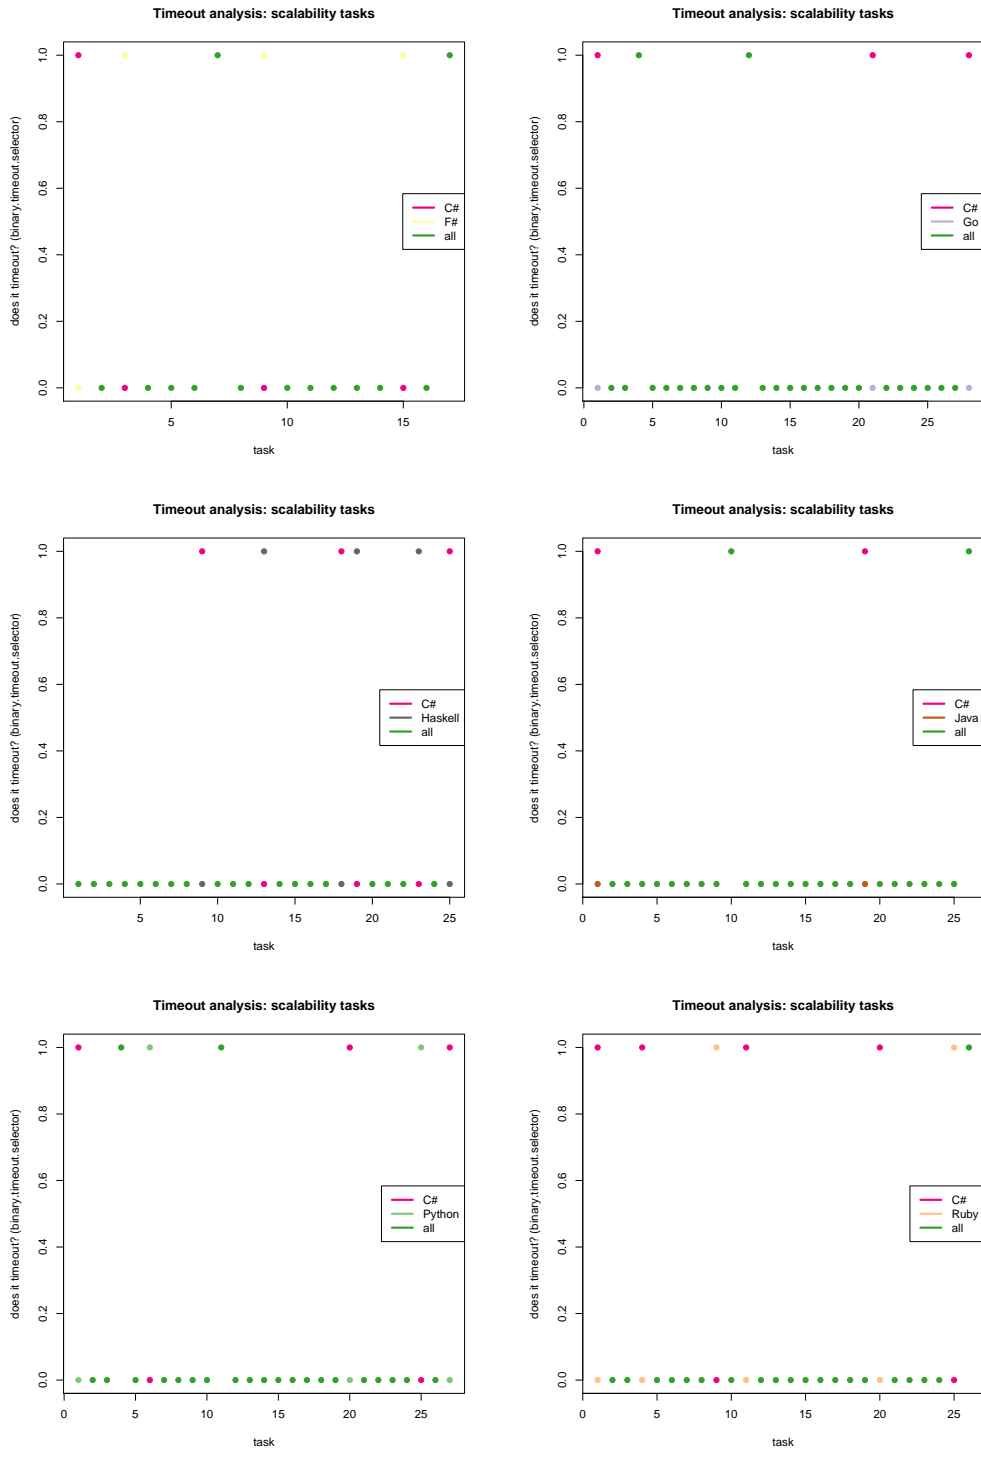 Timeout analysis: scalability tasks
does it timeout? (binary.timeout.selector)
1.0
0.8
0.6
0.4
0.2
0.0
C#
F#
all
5 10 15
task
Timeout analysis: scalability tasks
does it timeout? (binary.timeout.selector)
1.0
0.8
0.6
0.4
0.2
0.0
C#
Go
all
0 5 10 15 20 25
task
Timeout analysis: scalability tasks
does it timeout? (binary.timeout.selector)
1.0
0.8
0.6
0.4
0.2
0.0
C#
Haskell
all
5 10 15 20 25
task
Timeout analysis: scalability tasks
does it timeout? (binary.timeout.selector)
1.0
0.8
0.6
0.4
0.2
0.0
C#
Java
all
0 5 10 15 20 25
task
Timeout analysis: scalability tasks
does it timeout? (binary.timeout.selector)
1.0
0.8
0.6
0.4
0.2
0.0
C#
Python
all
0 5 10 15 20 25
task
Timeout analysis: scalability tasks
does it timeout? (binary.timeout.selector)
1.0
0.8
0.6
0.4
0.2
0.0
C#
Ruby
all
0 5 10 15 20 25
task